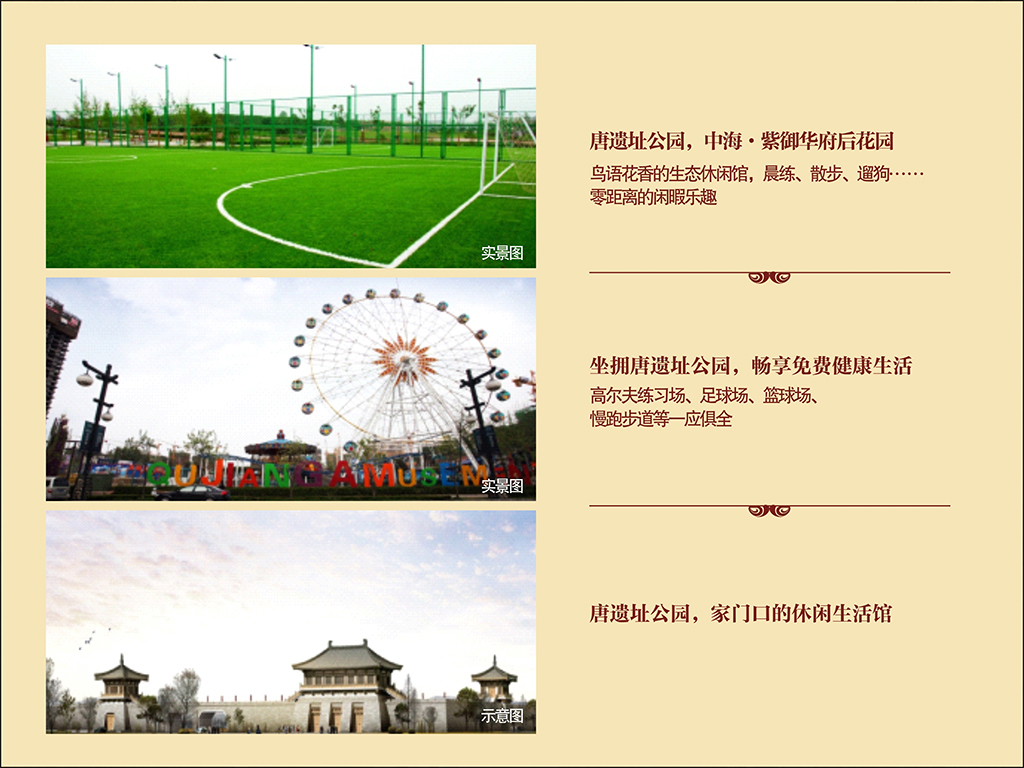 唐遗址公园，中海·紫御华府后花园
鸟语花香的生态休闲馆，晨练、散步、遛狗……
零距离的闲暇乐趣
实景图
坐拥唐遗址公园，畅享免费健康生活
高尔夫练习场、足球场、篮球场、
慢跑步道等一应俱全
QUJIANG AMUSEMEN
实景图
唐遗址公园，家门口的休闲生活馆
示意图